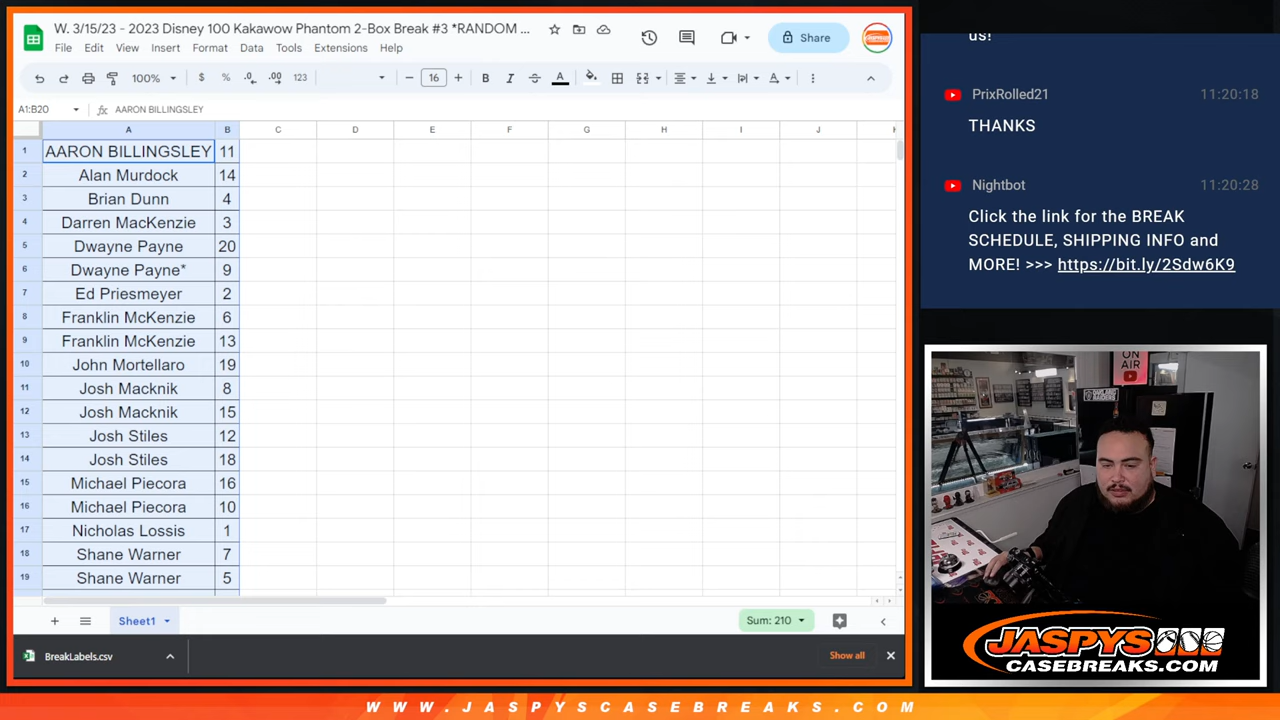 W. 3/15/23 - 2023 Disney 100 Kakawow Phantom 2-Box Break #3 *RANDOM ...
File Edit View Insert Format Data Tools Extensions Help
Share
100% $ % .0 .00 123 16 B I A
A1:B20 fx AARON BILLINGSLEY
A B C D E F G H I J
1 AARON BILLINGSLEY 11
2 Alan Murdock 14
3 Brian Dunn 4
4 Darren MacKenzie 3
5 Dwayne Payne 20
6 Dwayne Payne* 9
7 Ed Priesmeyer 2
8 Franklin McKenzie 6
9 Franklin McKenzie 13
10 John Mortellaro 19
11 Josh Macknik 8
12 Josh Macknik 15
13 Josh Stiles 12
14 Josh Stiles 18
15 Michael Piecora 16
16 Michael Piecora 10
17 Nicholas Lossis 1
18 Shane Warner 7
19 Shane Warner 5
Sheet1
Sum: 210
BreakLabels.csv
Show all
us!
PrixRolled21 11:20:18
THANKS
Nightbot 11:20:28
Click the link for the BREAK
SCHEDULE, SHIPPING INFO and
MORE! >>> https://bit.ly/2Sdw6K9
ON
AIR
JASPYS
CASEBREAKS.COM
WWW.JASPYSCASEBREAKS.COM